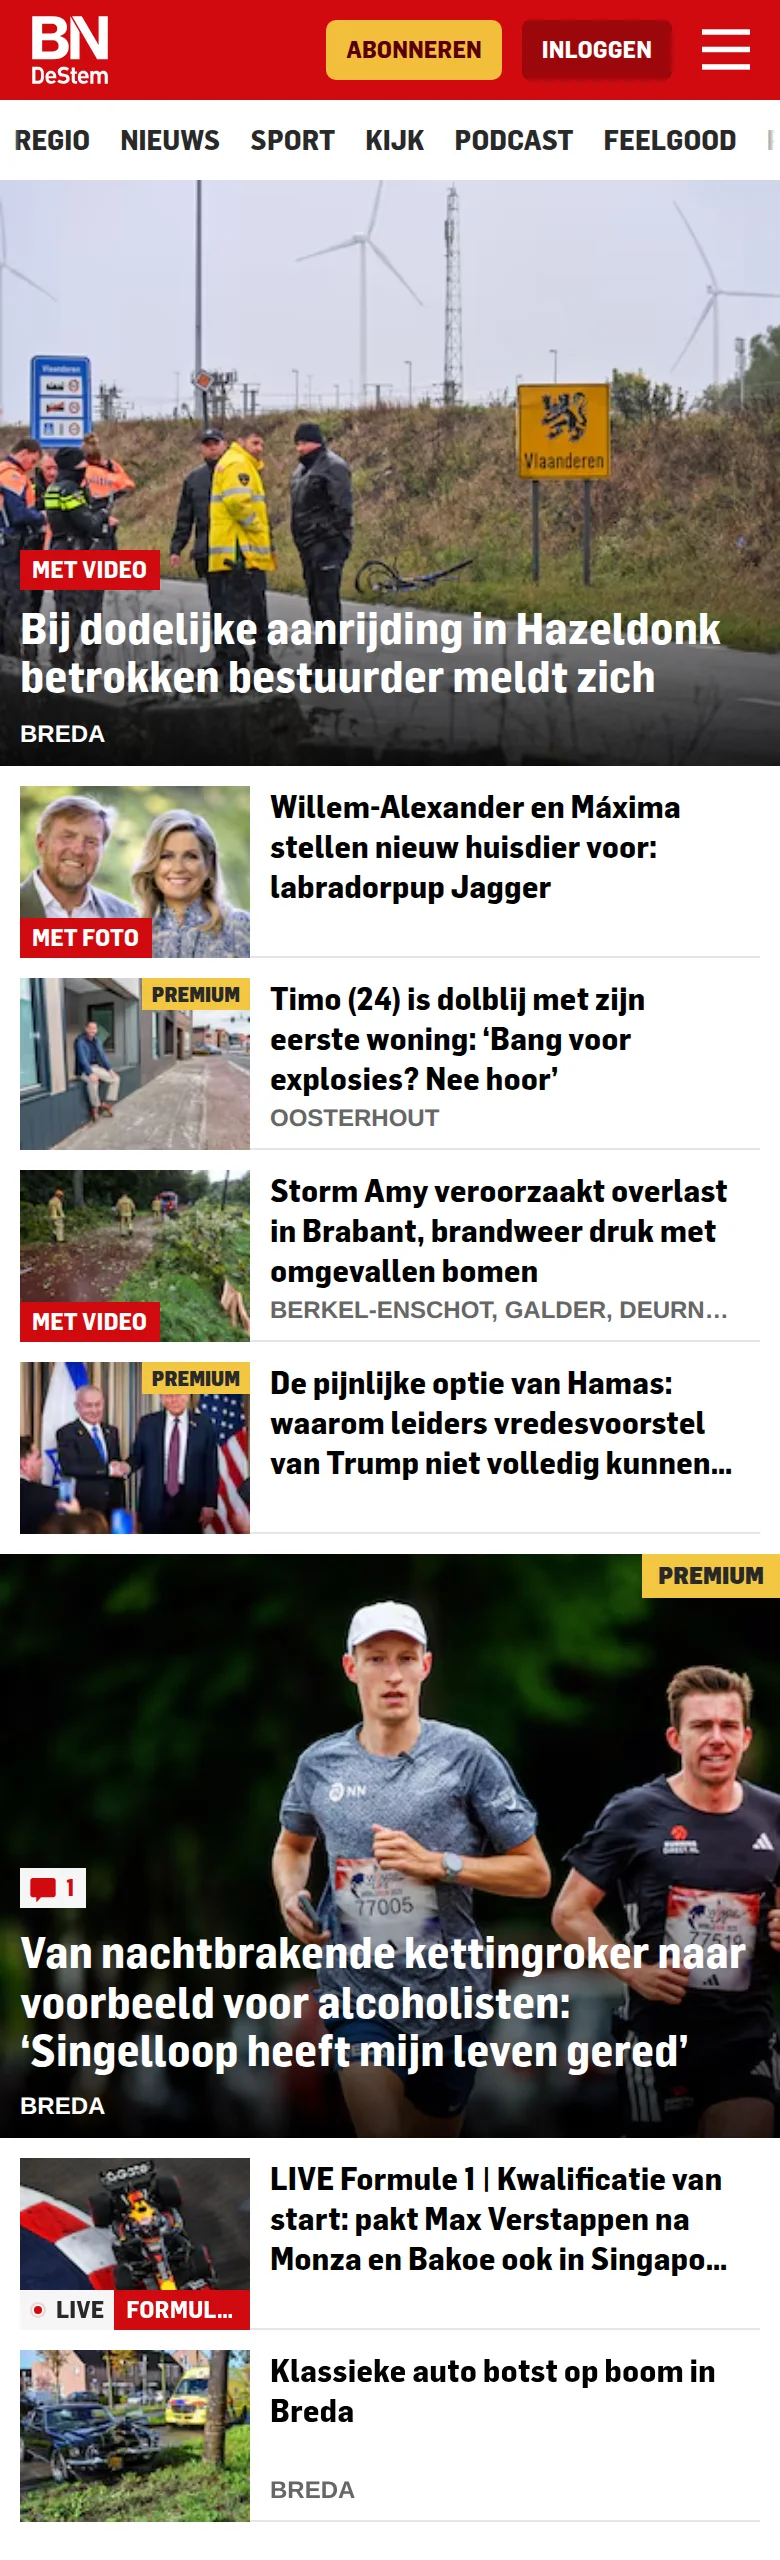 BN
DeStem
ABONNEREN
INLOGGEN
REGIO NIEUWS SPORT KIJK PODCAST FEELGOOD
Vlaanderen
Vlaanderen
MET VIDEO
Bij dodelijke aanrijding in Hazeldonk
betrokken bestuurder meldt zich
BREDA
Willem-Alexander en Máxima
stellen nieuw huisdier voor:
labradorpup Jagger
MET FOTO
PREMIUM
Timo (24) is dolblij met zijn
eerste woning: ‘Bang voor
explosies? Nee hoor’
OOSTERHOUT
Storm Amy veroorzaakt overlast
in Brabant, brandweer druk met
omgevallen bomen
BERKEL-ENSCHOT, GALDER, DEURN…
MET VIDEO
PREMIUM
De pijnlijke optie van Hamas:
waarom leiders vredesvoorstel
van Trump niet volledig kunnen…
PREMIUM
NN
77005
77519
1
Van nachtbrakende kettingroker naar
voorbeeld voor alcoholisten:
‘Singelloop heeft mijn leven gered’
BREDA
LIVE Formule 1 | Kwalificatie van
start: pakt Max Verstappen na
Monza en Bakoe ook in Singapo…
LIVE
FORMUL…
Klassieke auto botst op boom in
Breda
BREDA